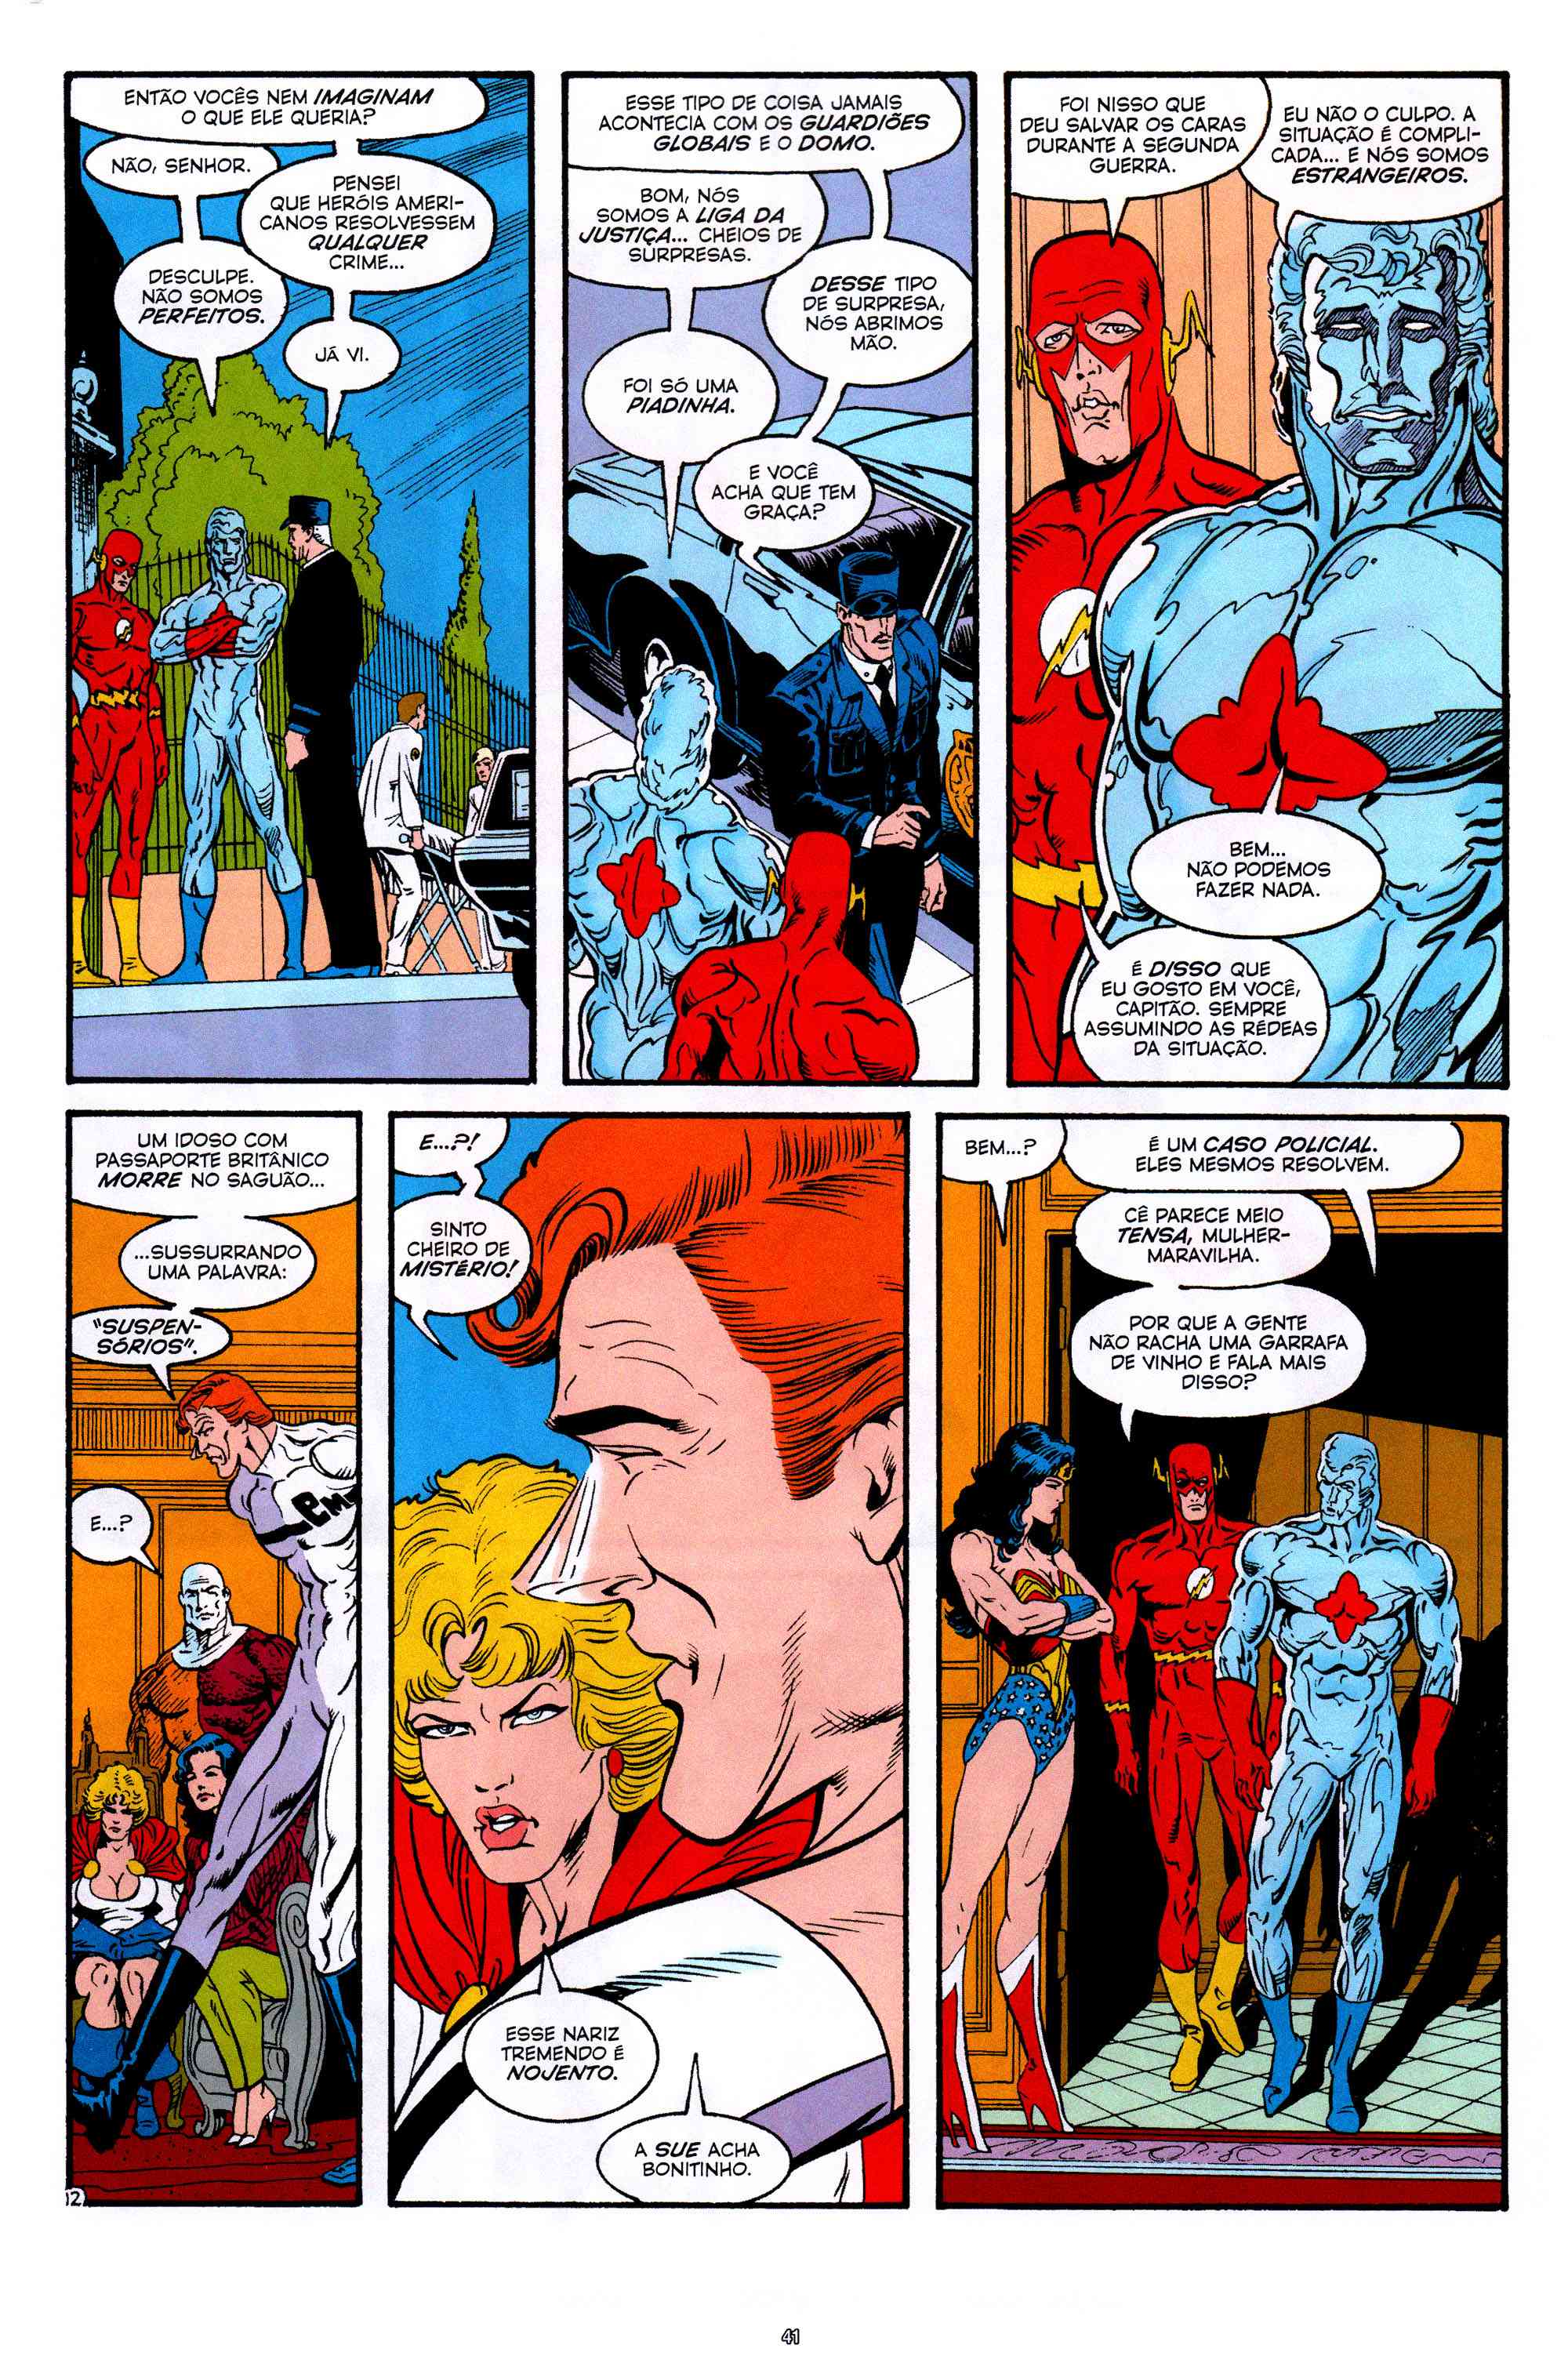 ENTÃO VOCÊS NEM IMAGINAM
O QUE ELE QUERIA?
NÃO, SENHOR.
PENSEI
QUE HERÓIS AMERI-
CANOS RESOLVESSEM
QUALQUER
CRIME...
DESCULPE.
NÃO SOMOS
PERFEITOS.
JÁ VI.
ESSE TIPO DE COISA JAMAIS
ACONTECIA COM OS GUARDIÕES
GLOBAIS E O DOMO.
BOM, NÓS
SOMOS A LIGA DA
JUSTIÇA... CHEIOS DE
SURPRESAS.
DESSE TIPO
DE SURPRESA,
NÓS ABRIMOS
MÃO.
FOI SÓ UMA
PIADINHA.
E VOCÊ
ACHA QUE TEM
GRAÇA?
FOI NISSO QUE
DEU SALVAR OS CARAS
DURANTE A SEGUNDA
GUERRA.
EU NÃO O CULPO. A
SITUAÇÃO É COMPLI-
CADA... E NÓS SOMOS
ESTRANGEIROS.
BEM...
NÃO PODEMOS
FAZER NADA.
É DISSO QUE
EU GOSTO EM VOCÊ,
CAPITÃO. SEMPRE
ASSUMINDO AS RÉDEAS
DA SITUAÇÃO.
UM IDOSO COM
PASSAPORTE BRITÂNICO
MORRE NO SAGUÃO...
...SUSSURRANDO
UMA PALAVRA:
"SUSPEN-
SÓRIOS".
E...?
PM
12
E...?!
SINTO
CHEIRO DE
MISTÉRIO!
ESSE NARIZ
TREMENDO É
NOJENTO.
A SUE ACHA
BONITINHO.
BEM...?
É UM CASO POLICIAL.
ELES MESMOS RESOLVEM.
CÊ PARECE MEIO
TENSA, MULHER-
MARAVILHA.
POR QUE A GENTE
NÃO RACHA UMA GARRAFA
DE VINHO E FALA MAIS
DISSO?
41